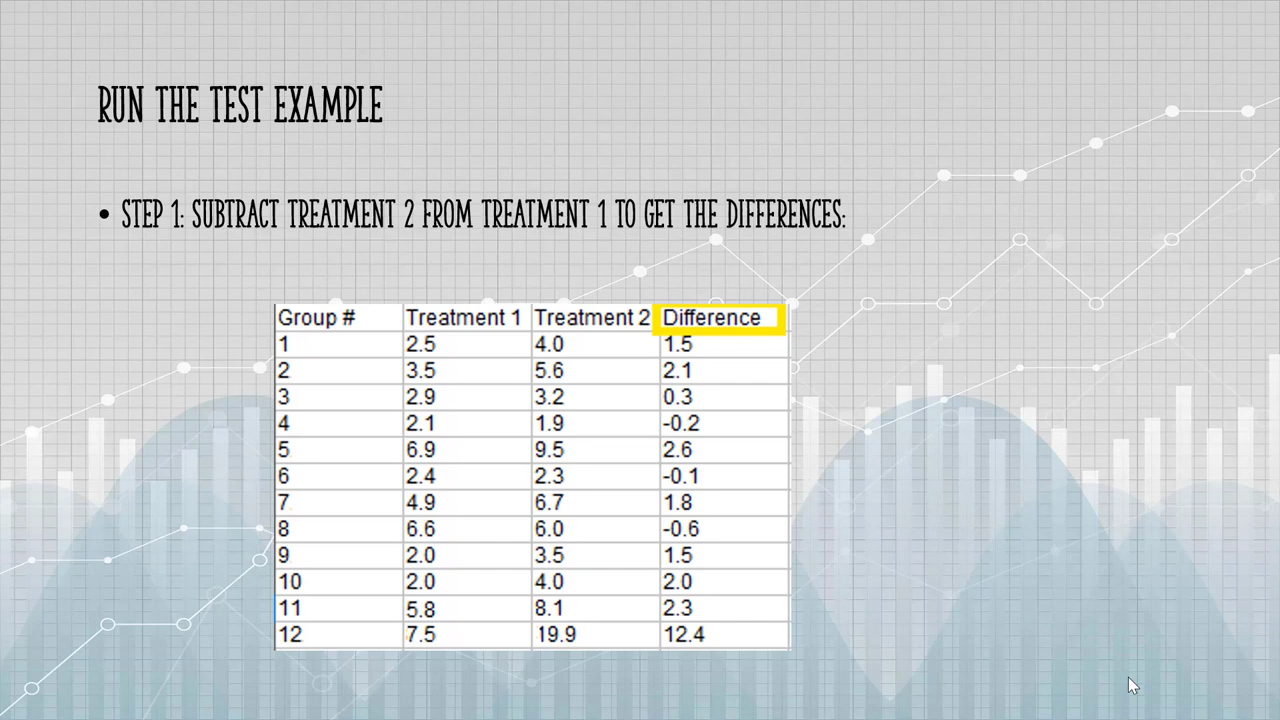 RUN THE TEST EXAMPLE
• STEP 1: SUBTRACT TREATMENT 2 FROM TREATMENT 1 TO GET THE DIFFERENCES:
Group # Treatment 1 Treatment 2 Difference
1 2.5 4.0 1.5
2 3.5 5.6 2.1
3 2.9 3.2 0.3
4 2.1 1.9 -0.2
5 6.9 9.5 2.6
6 2.4 2.3 -0.1
7 4.9 6.7 1.8
8 6.6 6.0 -0.6
9 2.0 3.5 1.5
10 2.0 4.0 2.0
11 5.8 8.1 2.3
12 7.5 19.9 12.4